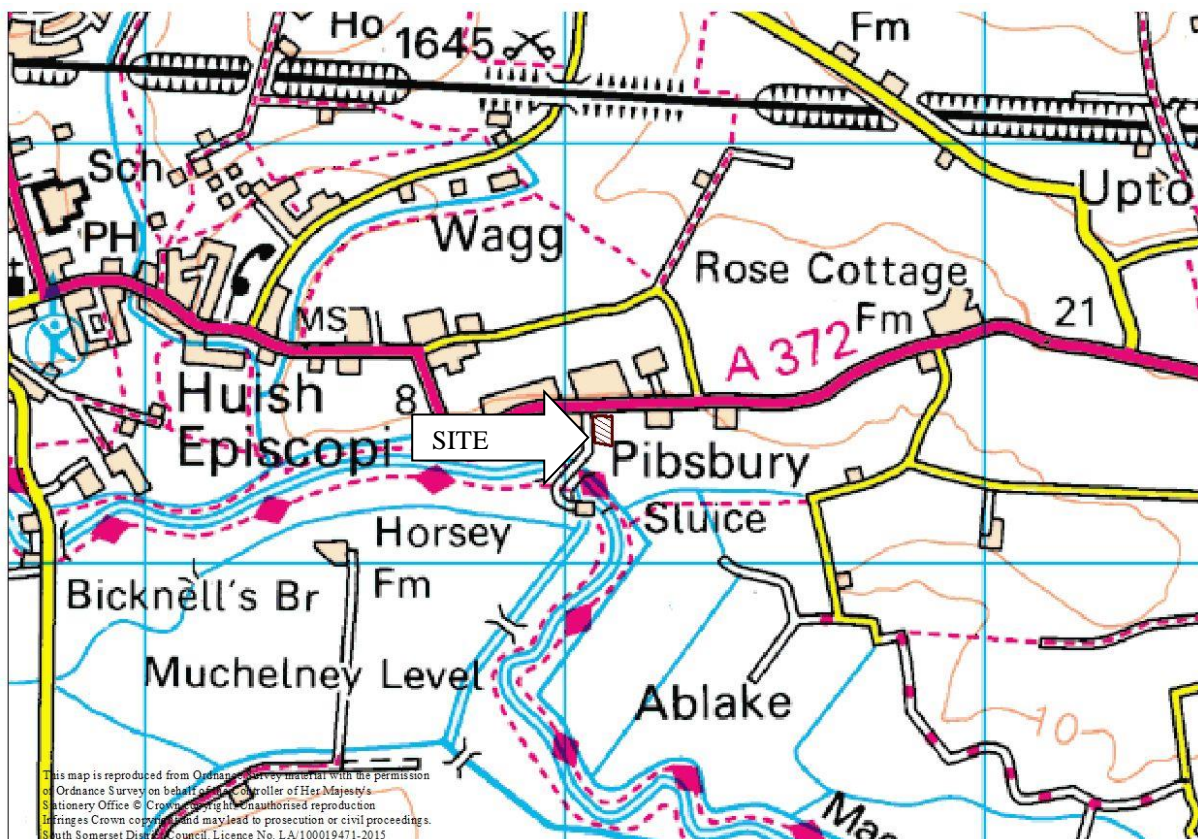 Ho
1645
Fm
Sch
PH
Wagg
Upto
Rose Cottage
Fm
21
MS
A 372
Huish
Episcopi
8
SITE
Pibsbury
Sluice
Horsey
Fm
Bicknell's Br
Muchelney Level
Ablake
10
This map is reproduced from Ordnance Survey material with the permission
of Ordnance Survey on behalf of the Controller of Her Majesty's
Stationery Office © Crown copyright Unauthorised reproduction
infringes Crown copyright and may lead to prosecution or civil proceedings.
South Somerset District Council, Licence No. LA/100019471-2015